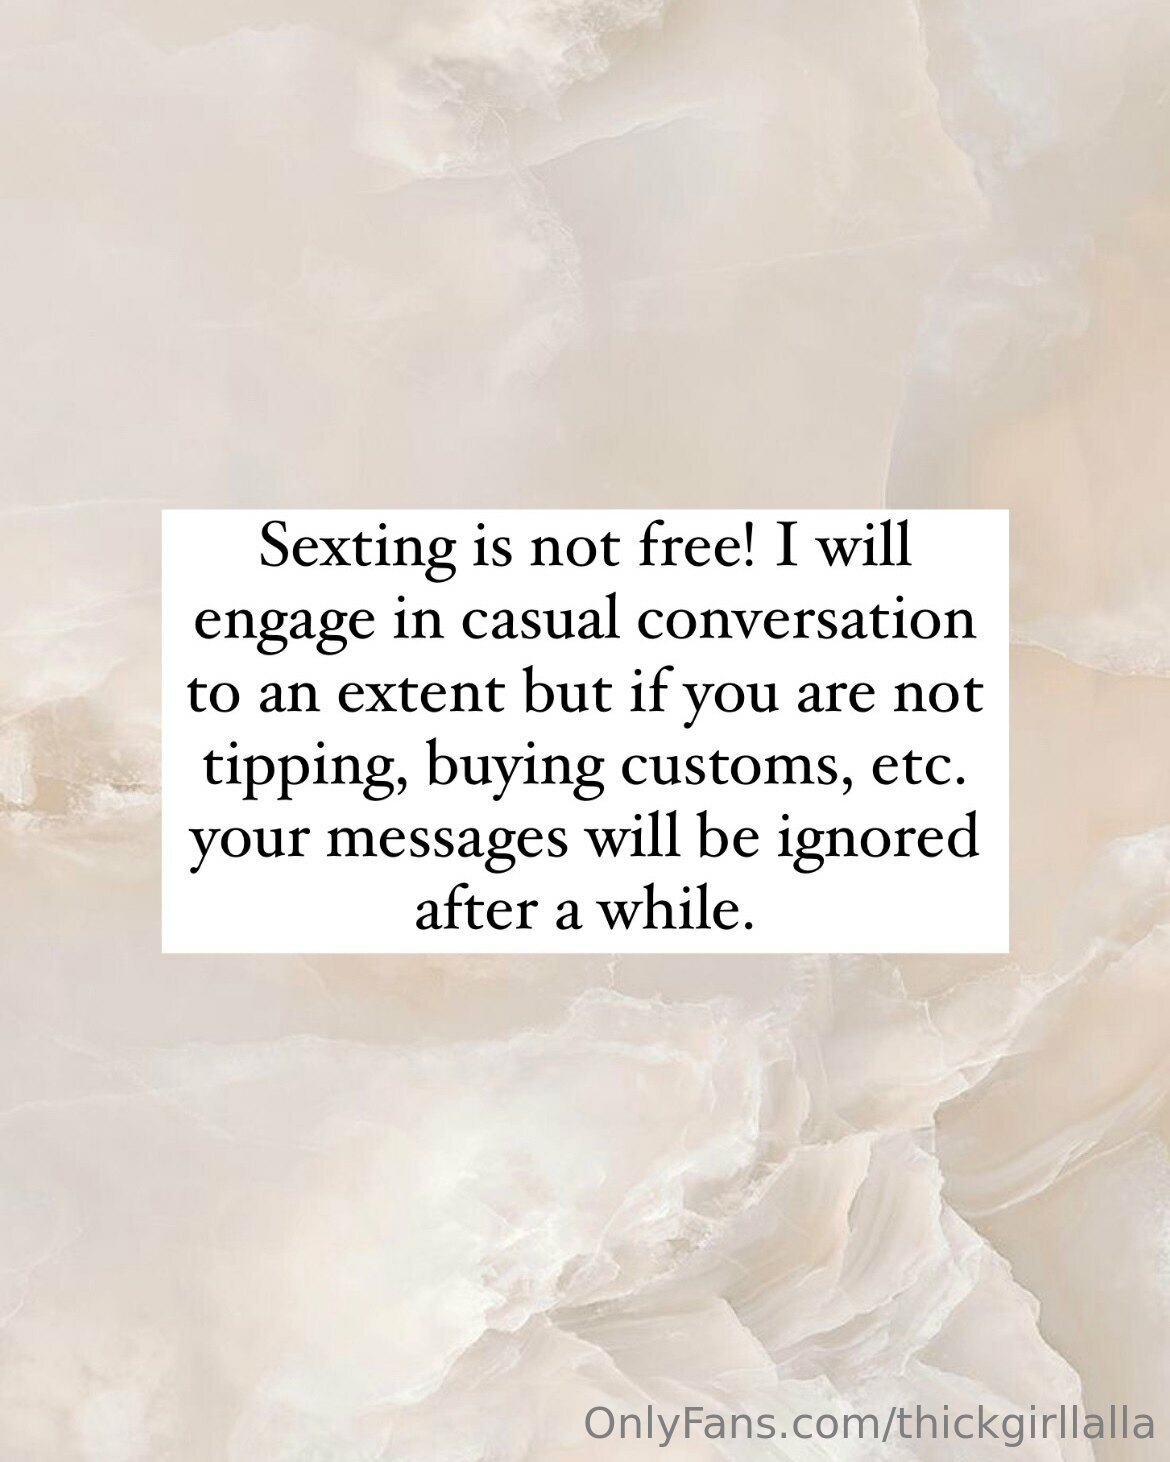 Sexting is not free! I will
engage in casual conversation
to an extent but if you are not
tipping, buying customs, etc.
your messages will be ignored
after a while.
OnlyFans.com/thickgirllalla